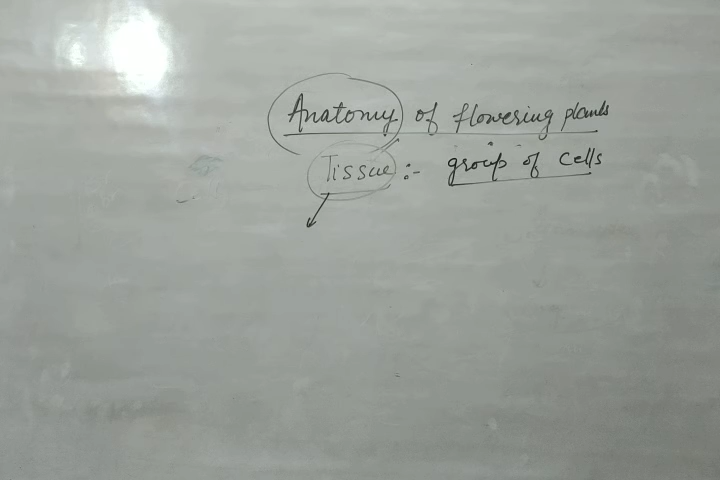 Anatomy of flowering plants
Tissue :- group of cells